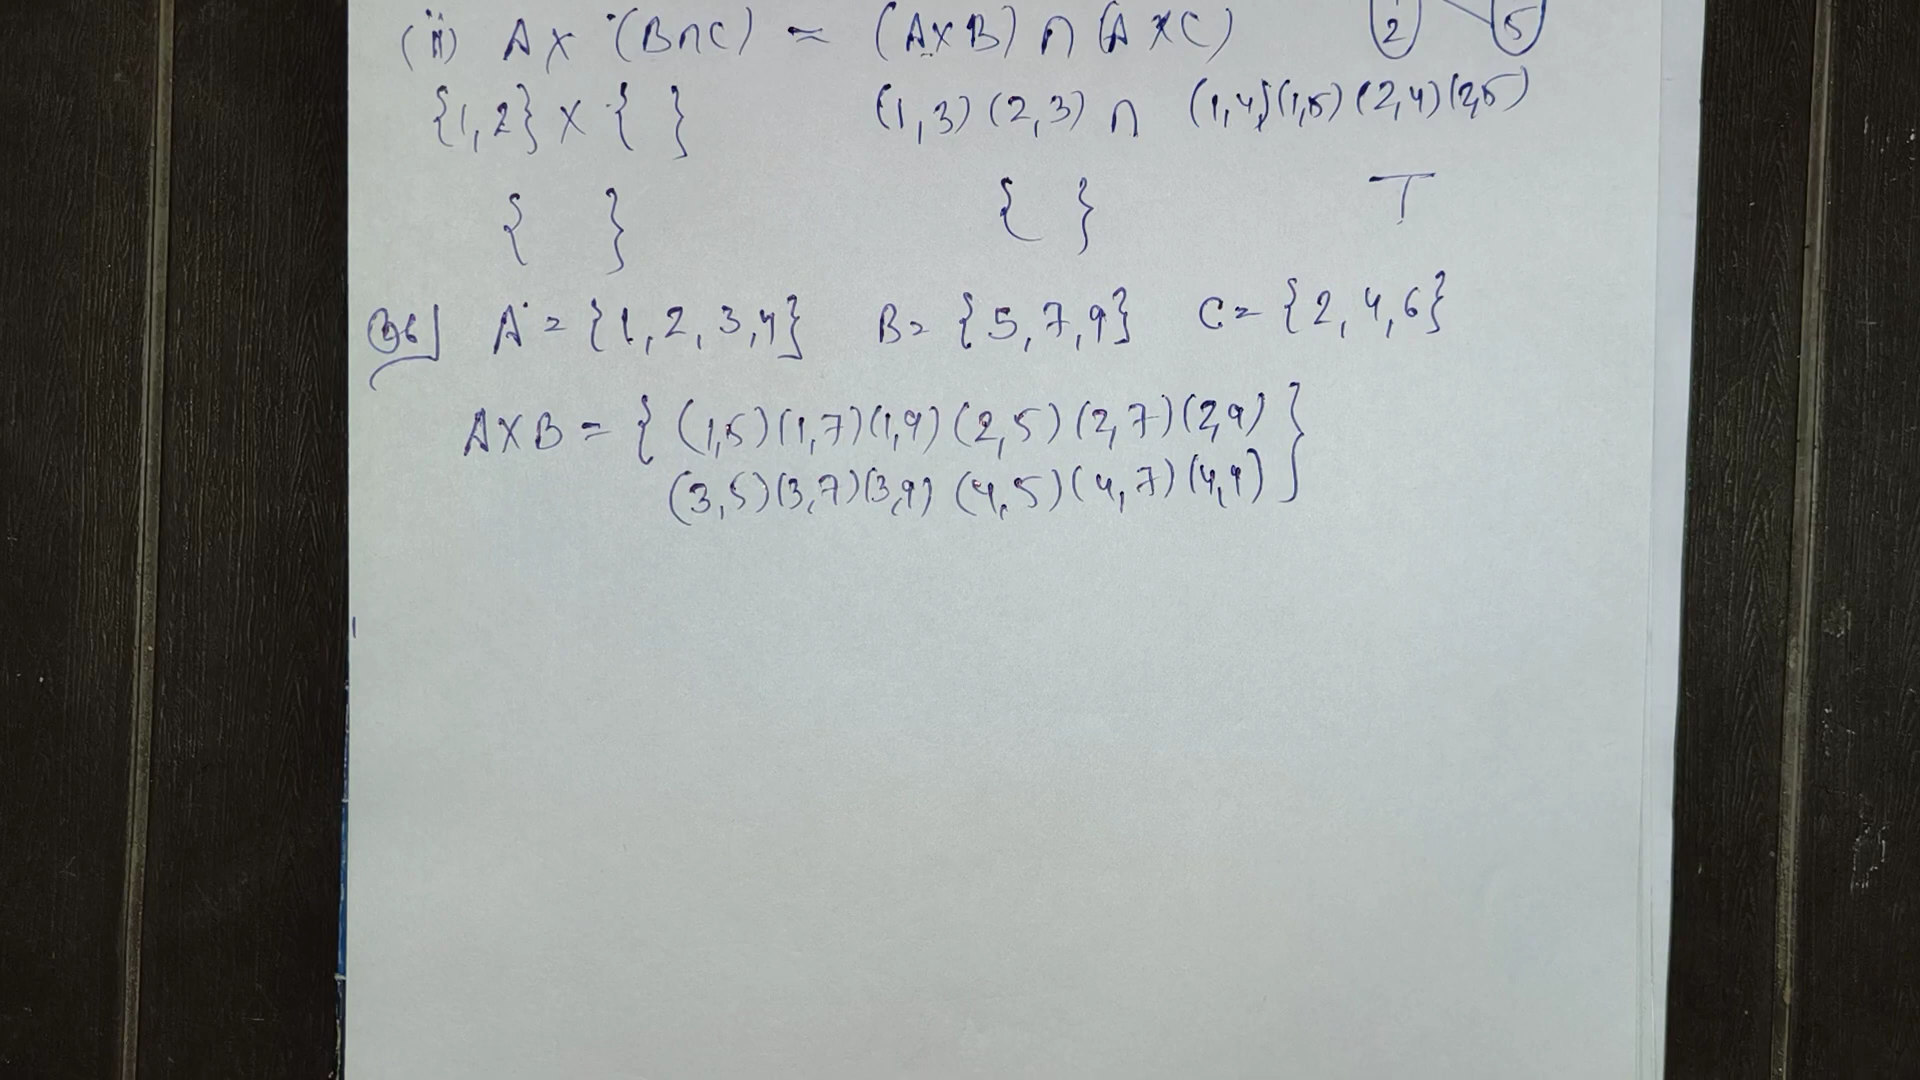 (ii) A × (B∩C) = (A×B) ∩ (A×C) 2 5
{1,2} × { } (1,3) (2,3) ∩ (1,4) (1,5) (2,4) (2,5)
{ } { } T
Q6] A = {1, 2, 3, 4} B = {5, 7, 9} C = {2, 4, 6}
A×B = { (1,5) (1,7) (1,9) (2,5) (2,7) (2,9)
(3,5) (3,7) (3,9) (4,5) (4,7) (4,9) }